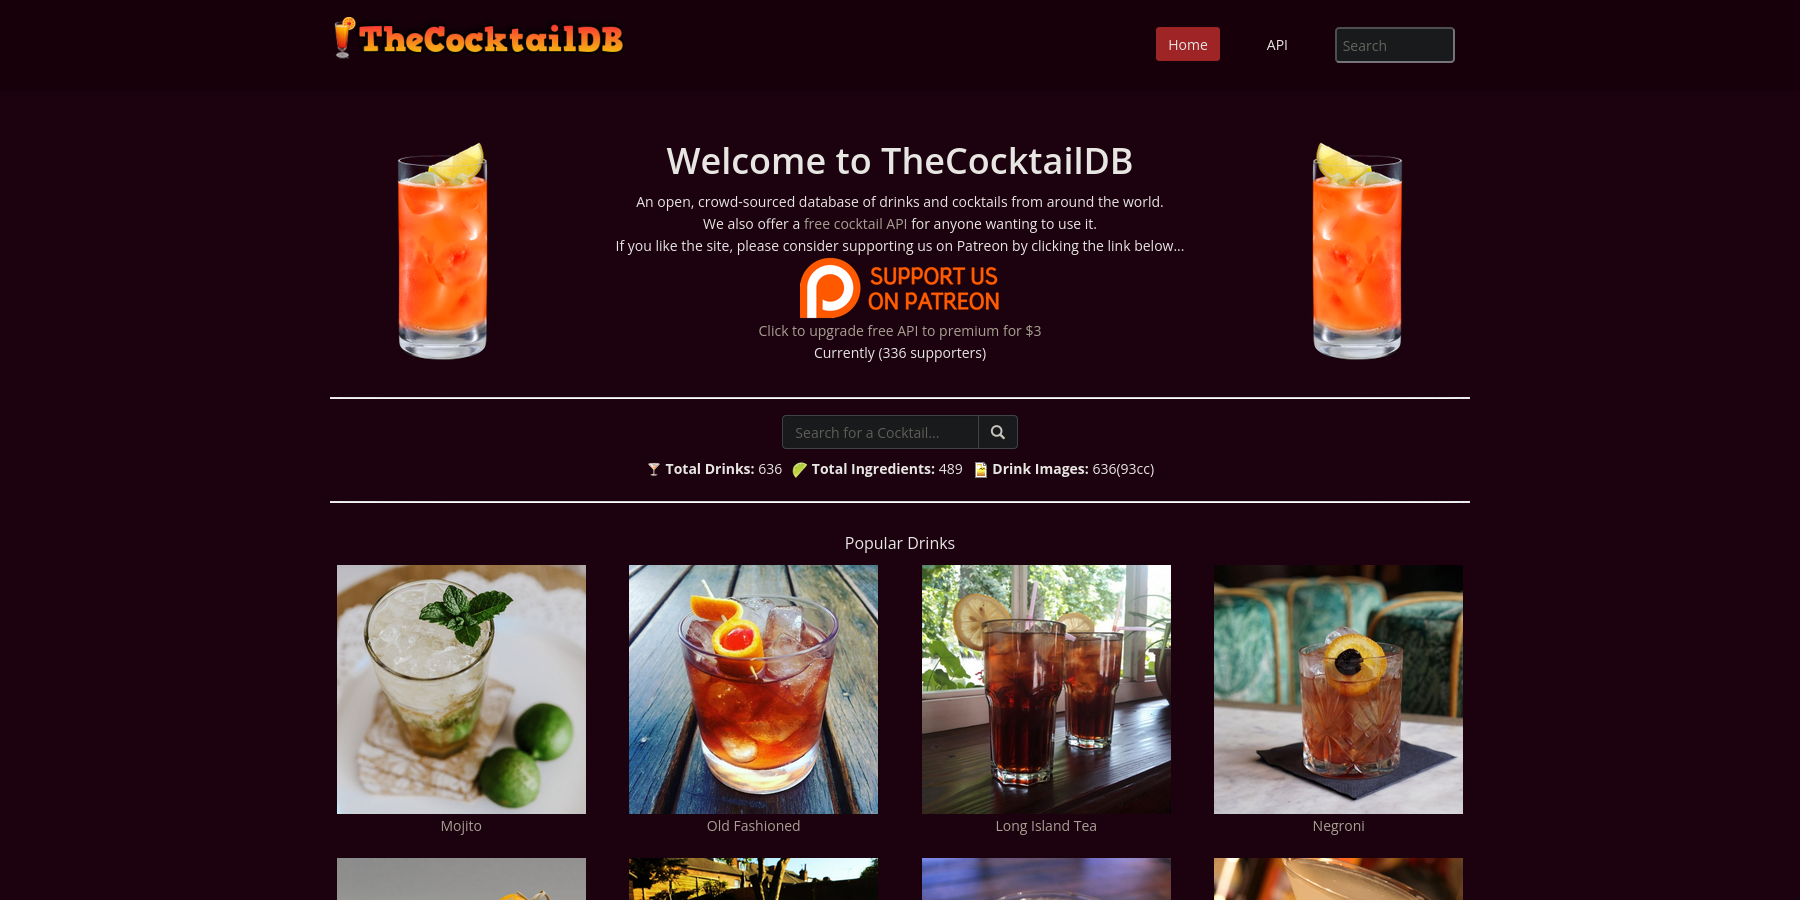 TheCocktailDB
Home
API
Search
Welcome to TheCocktailDB
An open, crowd-sourced database of drinks and cocktails from around the world.
We also offer a free cocktail API for anyone wanting to use it.
If you like the site, please consider supporting us on Patreon by clicking the link below...
SUPPORT US
ON PATREON
Click to upgrade free API to premium for $3
Currently (336 supporters)
Search for a Cocktail...
Total Drinks: 636 Total Ingredients: 489 Drink Images: 636(93cc)
Popular Drinks
Mojito
Old Fashioned
Long Island Tea
Negroni